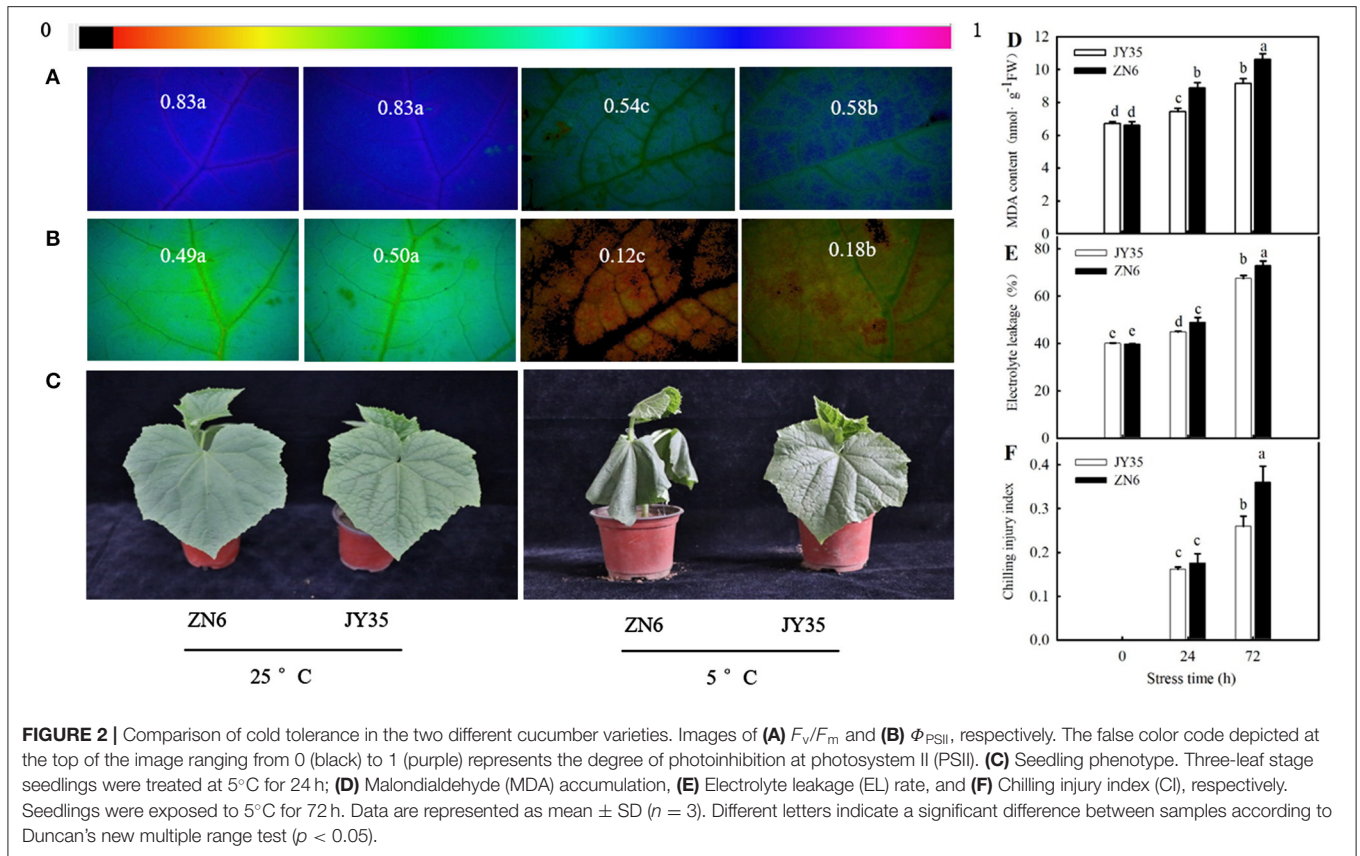 0 1
A 0.83a 0.83a 0.54c 0.58b
B 0.49a 0.50a 0.12c 0.18b
C
ZN6 JY35 ZN6 JY35
25 ° C 5 ° C
D
JY35
ZN6
MDA content (nmol· g⁻¹FW)
12
10
8
6
4
2
0
d d c b b a
E
JY35
ZN6
Electrolyte leakage (%)
80
60
40
20
0
e e d c b a
F
JY35
ZN6
Chilling injury index
0.4
0.3
0.2
0.1
0.0
c c b a
0 24 72
Stress time (h)
FIGURE 2 | Comparison of cold tolerance in the two different cucumber varieties. Images of (A) Fv/Fm and (B) ΦPSII, respectively. The false color code depicted at
the top of the image ranging from 0 (black) to 1 (purple) represents the degree of photoinhibition at photosystem II (PSII). (C) Seedling phenotype. Three-leaf stage
seedlings were treated at 5°C for 24 h; (D) Malondialdehyde (MDA) accumulation, (E) Electrolyte leakage (EL) rate, and (F) Chilling injury index (CI), respectively.
Seedlings were exposed to 5°C for 72 h. Data are represented as mean ± SD (n = 3). Different letters indicate a significant difference between samples according to
Duncan's new multiple range test (p < 0.05).